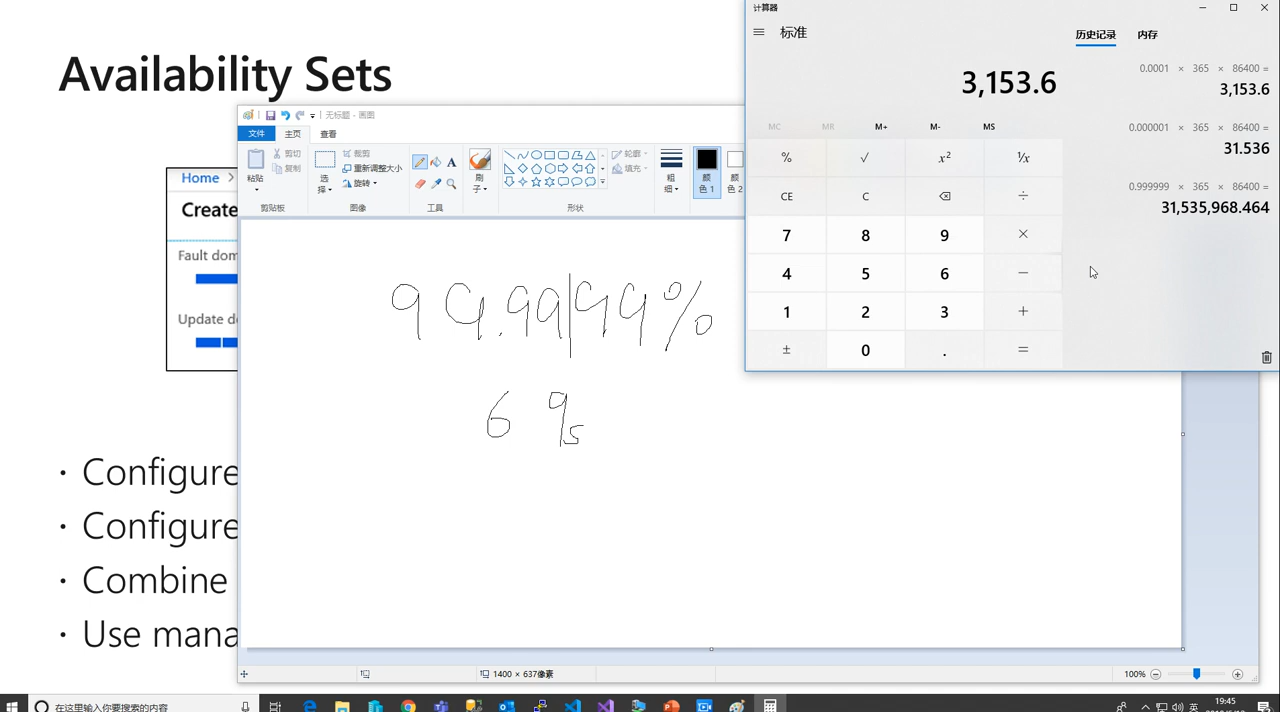 Availability Sets
Home >
Create
Fault dom
Update d
· Configure
· Configure
· Combine
· Use mana
无标题 - 画图
文件 主页 查看
粘贴 剪切 复制
剪贴板
选择 裁剪 重新调整大小 旋转
图像
A
工具
刷子
轮廓 填充
形状
粗细
颜色 1
颜色 2
99.99|99%
6 9s
1400 × 637像素
100%
计算器
标准
3,153.6
MC MR M+ M- MS
% √ x² ¹/x
CE C ⌫ ÷
7 8 9 ×
4 5 6 −
1 2 3 +
± 0 . =
历史记录 内存
0.0001 × 365 × 86400 =
3,153.6
0.000001 × 365 × 86400 =
31.536
0.999999 × 365 × 86400 =
31,535,968.464
在这里输入你要搜索的内容
英
19:45